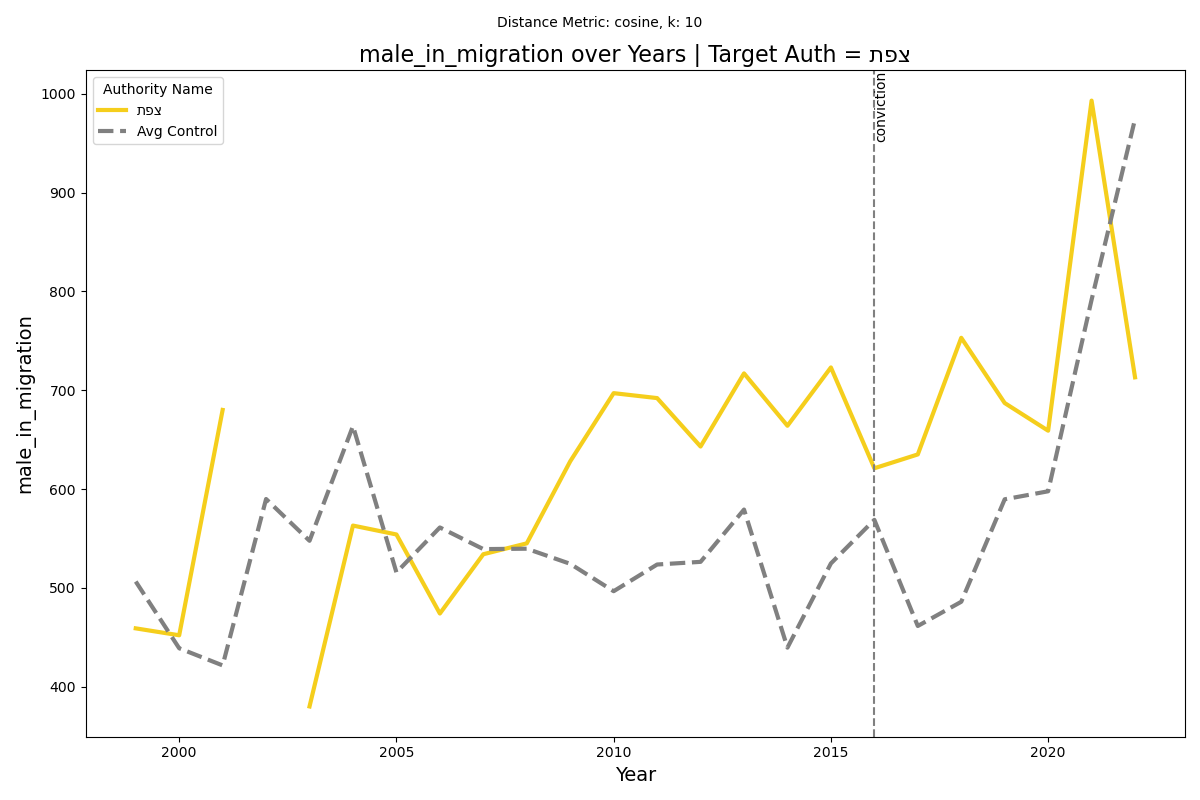 Distance Metric: cosine, k: 10
male_in_migration over Years | Target Auth = צפת
Authority Name
צפת
Avg Control
conviction
1000
900
800
700
600
500
400
male_in_migration
2000 2005 2010 2015 2020
Year